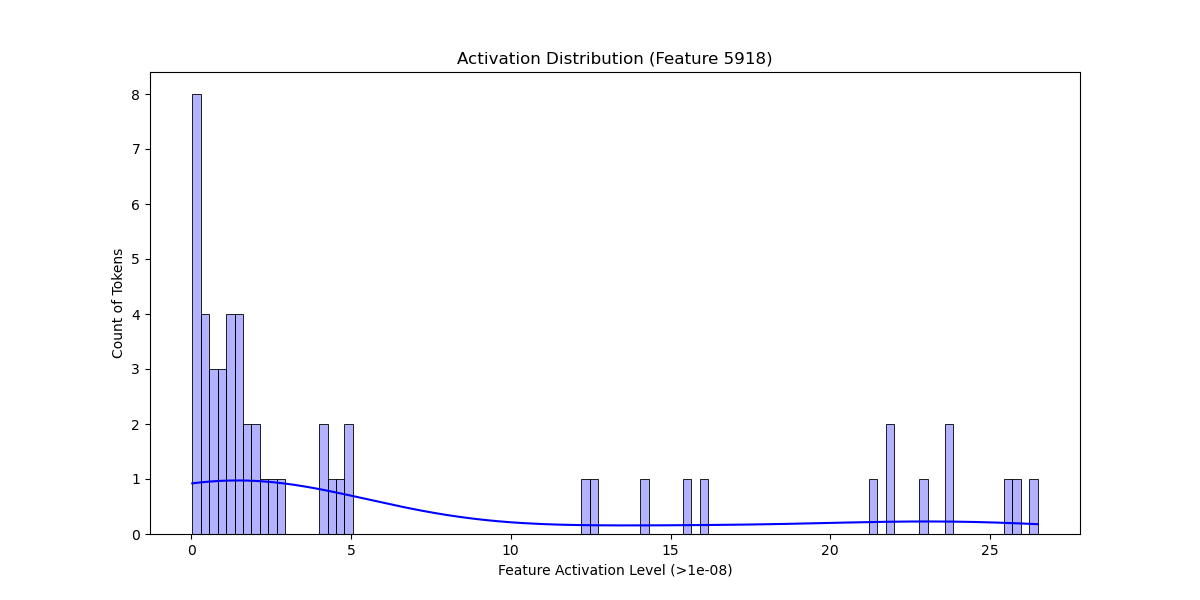 Activation Distribution (Feature 5918)
8
7
6
5
4
3
2
1
0
Count of Tokens
0 5 10 15 20 25
Feature Activation Level (>1e-08)